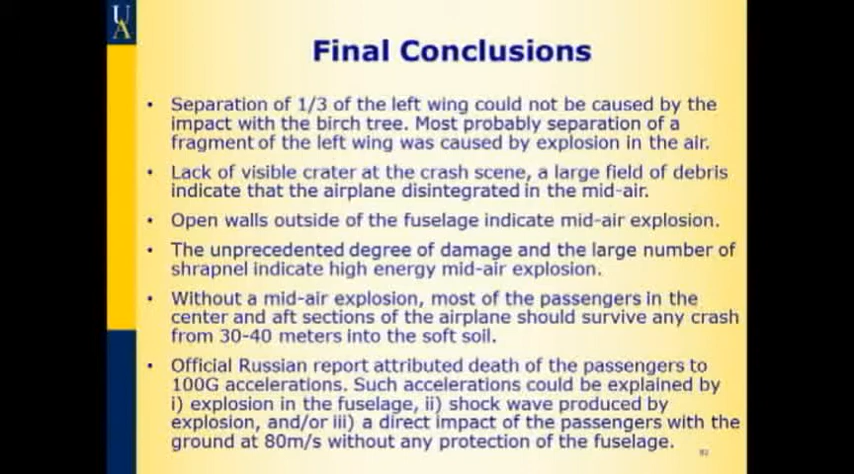 UA
Final Conclusions
• Separation of 1/3 of the left wing could not be caused by the
impact with the birch tree. Most probably separation of a
fragment of the left wing was caused by explosion in the air.
• Lack of visible crater at the crash scene, a large field of debris
indicate that the airplane disintegrated in the mid-air.
• Open walls outside of the fuselage indicate mid-air explosion.
• The unprecedented degree of damage and the large number of
shrapnel indicate high energy mid-air explosion.
• Without a mid-air explosion, most of the passengers in the
center and aft sections of the airplane should survive any crash
from 30-40 meters into the soft soil.
• Official Russian report attributed death of the passengers to
100G accelerations. Such accelerations could be explained by
i) explosion in the fuselage, ii) shock wave produced by
explosion, and/or iii) a direct impact of the passengers with the
ground at 80m/s without any protection of the fuselage.